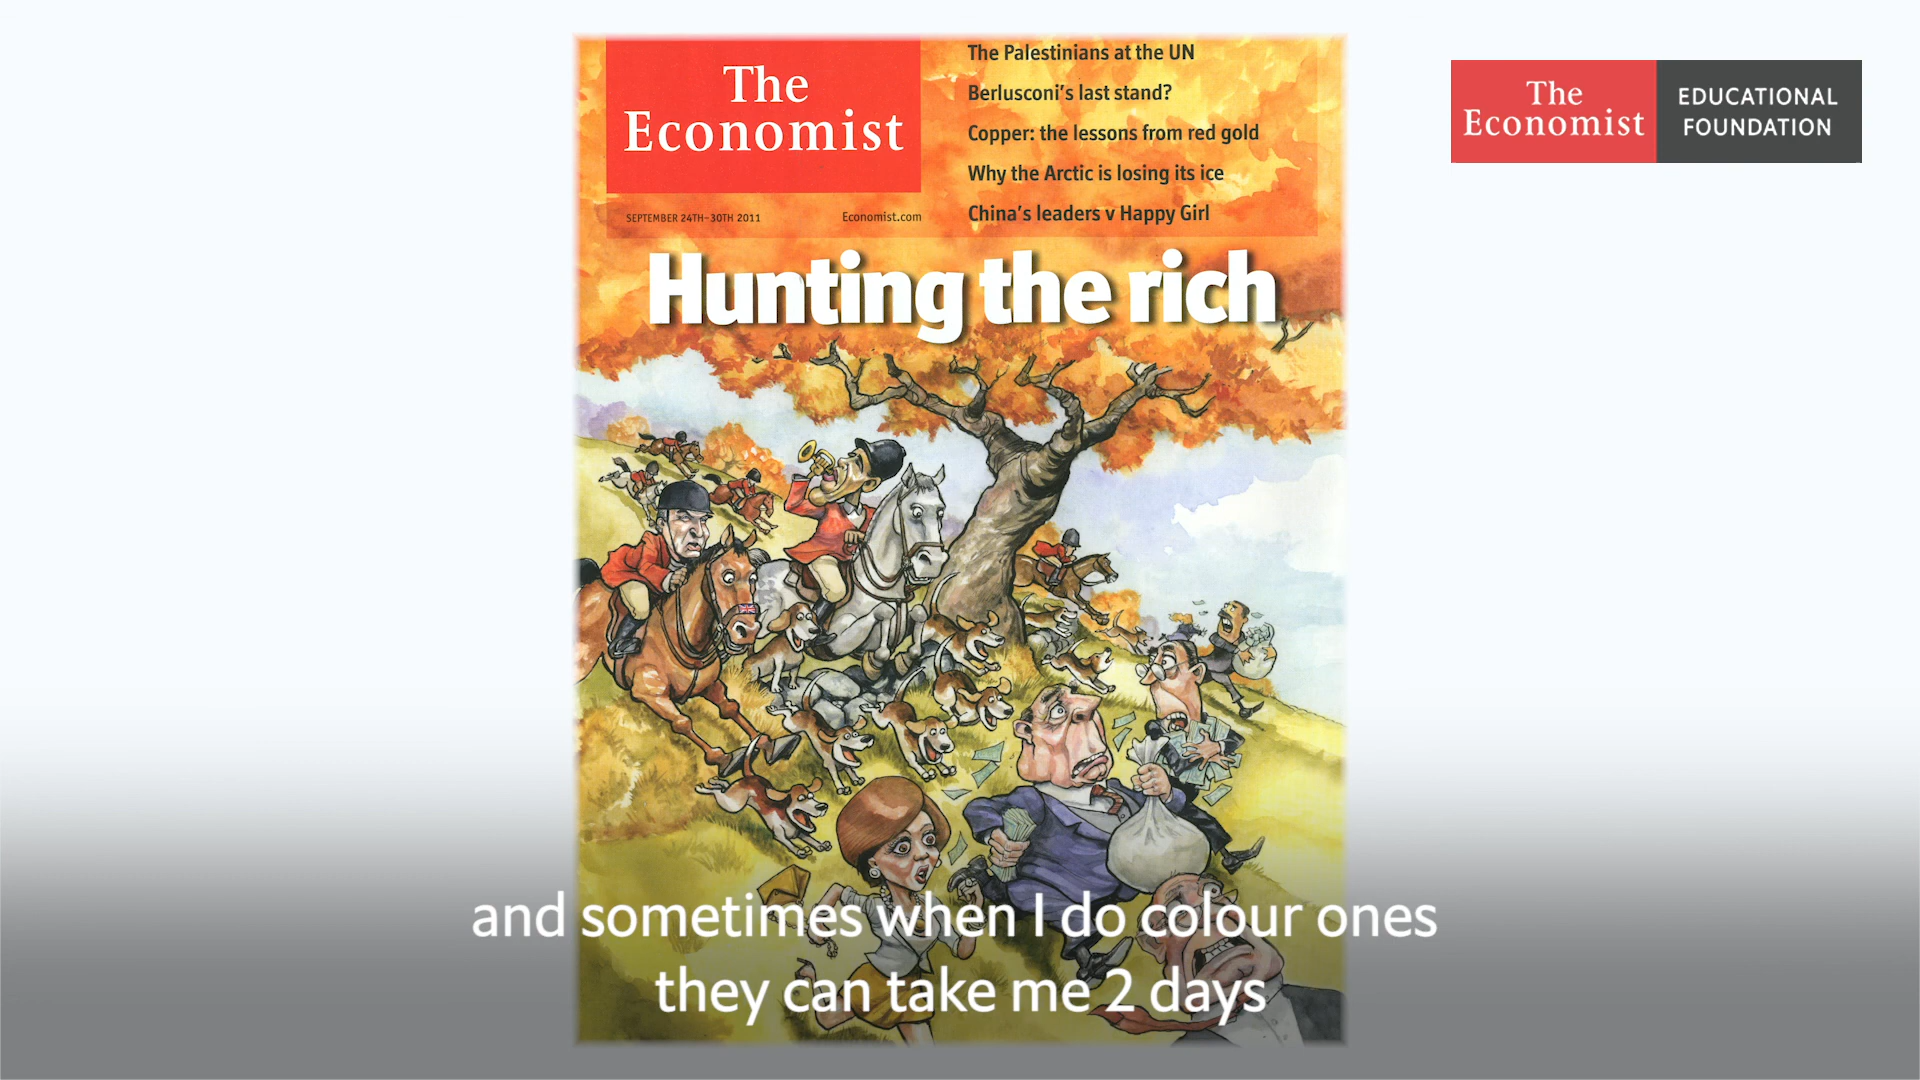 The
Economist
SEPTEMBER 24TH–30TH 2011
Economist.com
The Palestinians at the UN
Berlusconi's last stand?
Copper: the lessons from red gold
Why the Arctic is losing its ice
China's leaders v Happy Girl
Hunting the rich
The
Economist
EDUCATIONAL
FOUNDATION
and sometimes when I do colour ones
they can take me 2 days